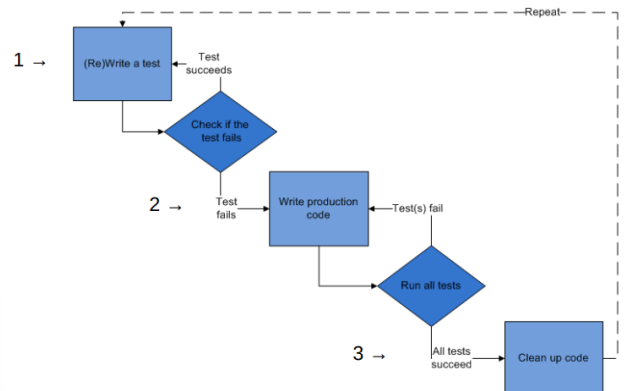 Repeat
1 → (Re)Write a test
Test
succeeds
Check if the
test fails
2 →
Test
fails
Write production
code
Test(s) fail
Run all tests
3 →
All tests
succeed
Clean up code